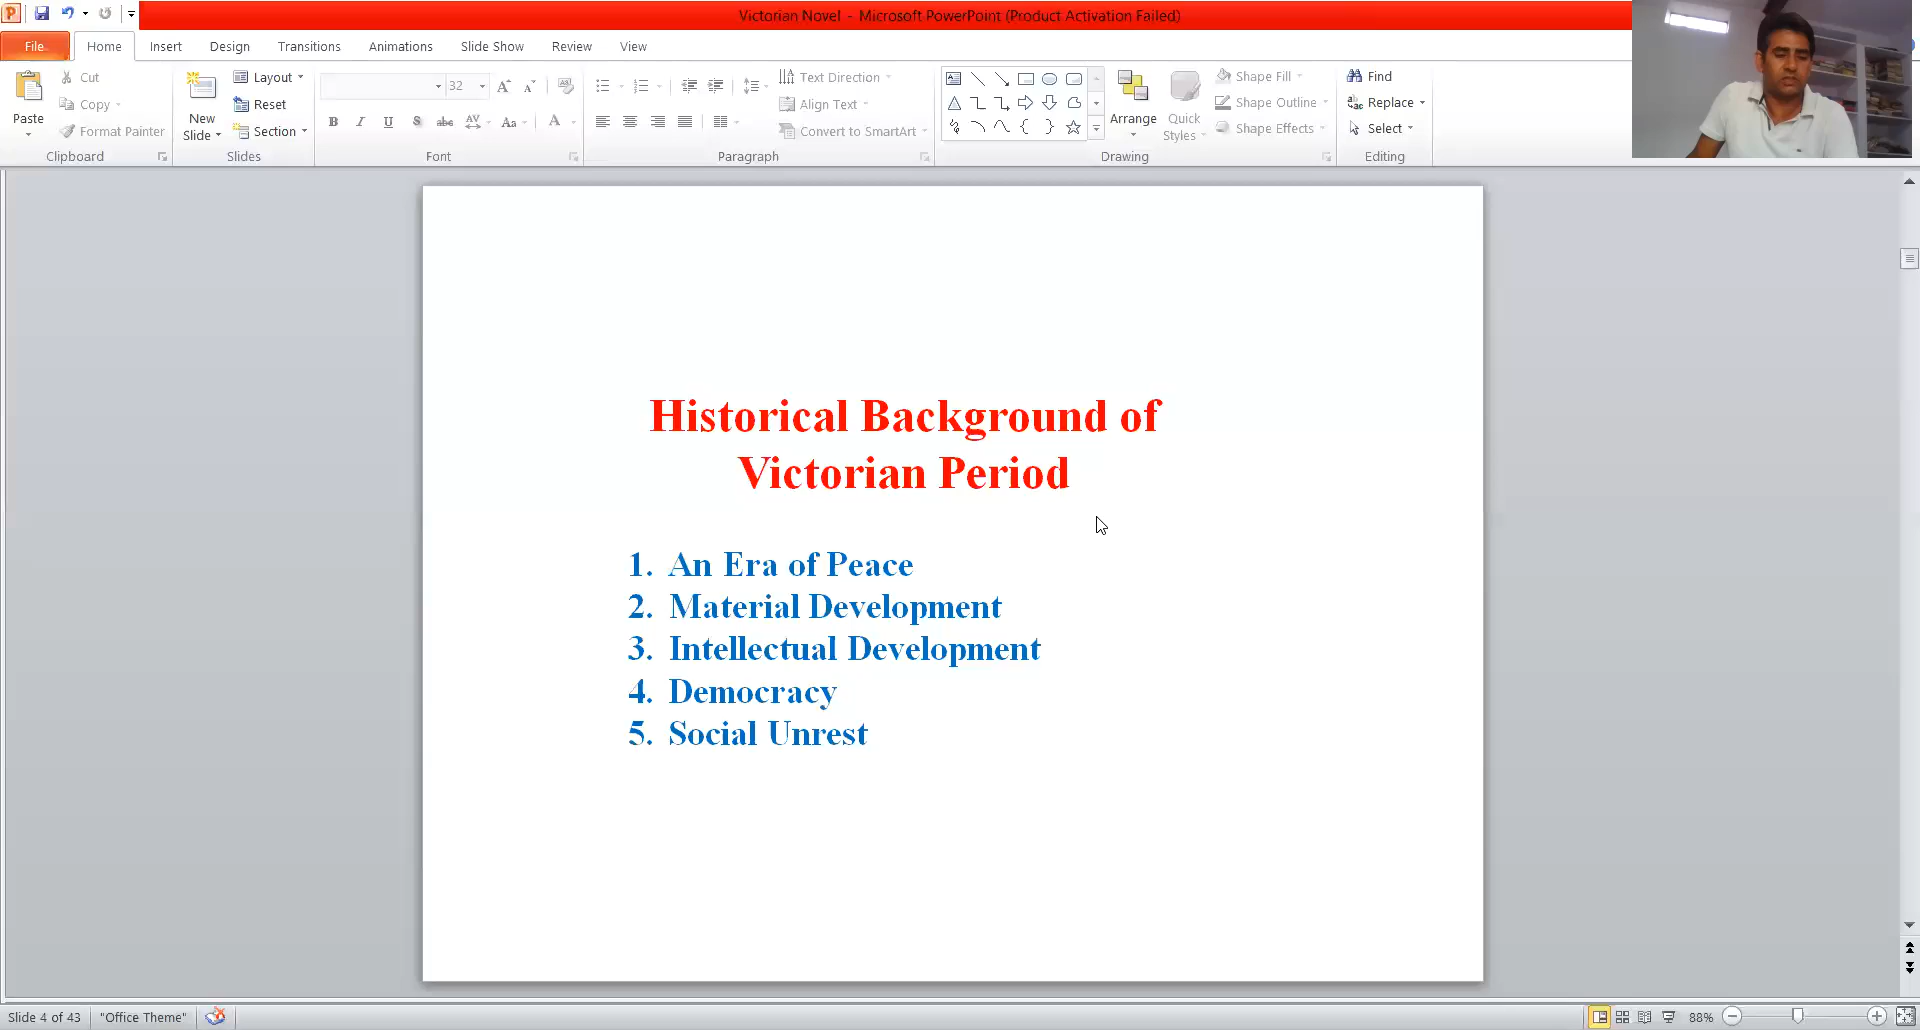 Victorian Novel - Microsoft PowerPoint (Product Activation Failed)
File Home Insert Design Transitions Animations Slide Show Review View
Paste
Cut
Copy
Format Painter
Clipboard
New Slide
Layout
Reset
Section
Slides
32
Font
Text Direction
Align Text
Convert to SmartArt
Paragraph
Arrange
Quick Styles
Shape Fill
Shape Outline
Shape Effects
Drawing
Find
Replace
Select
Editing
Historical Background of
Victorian Period
1. An Era of Peace
2. Material Development
3. Intellectual Development
4. Democracy
5. Social Unrest
Slide 4 of 43 "Office Theme" 88%